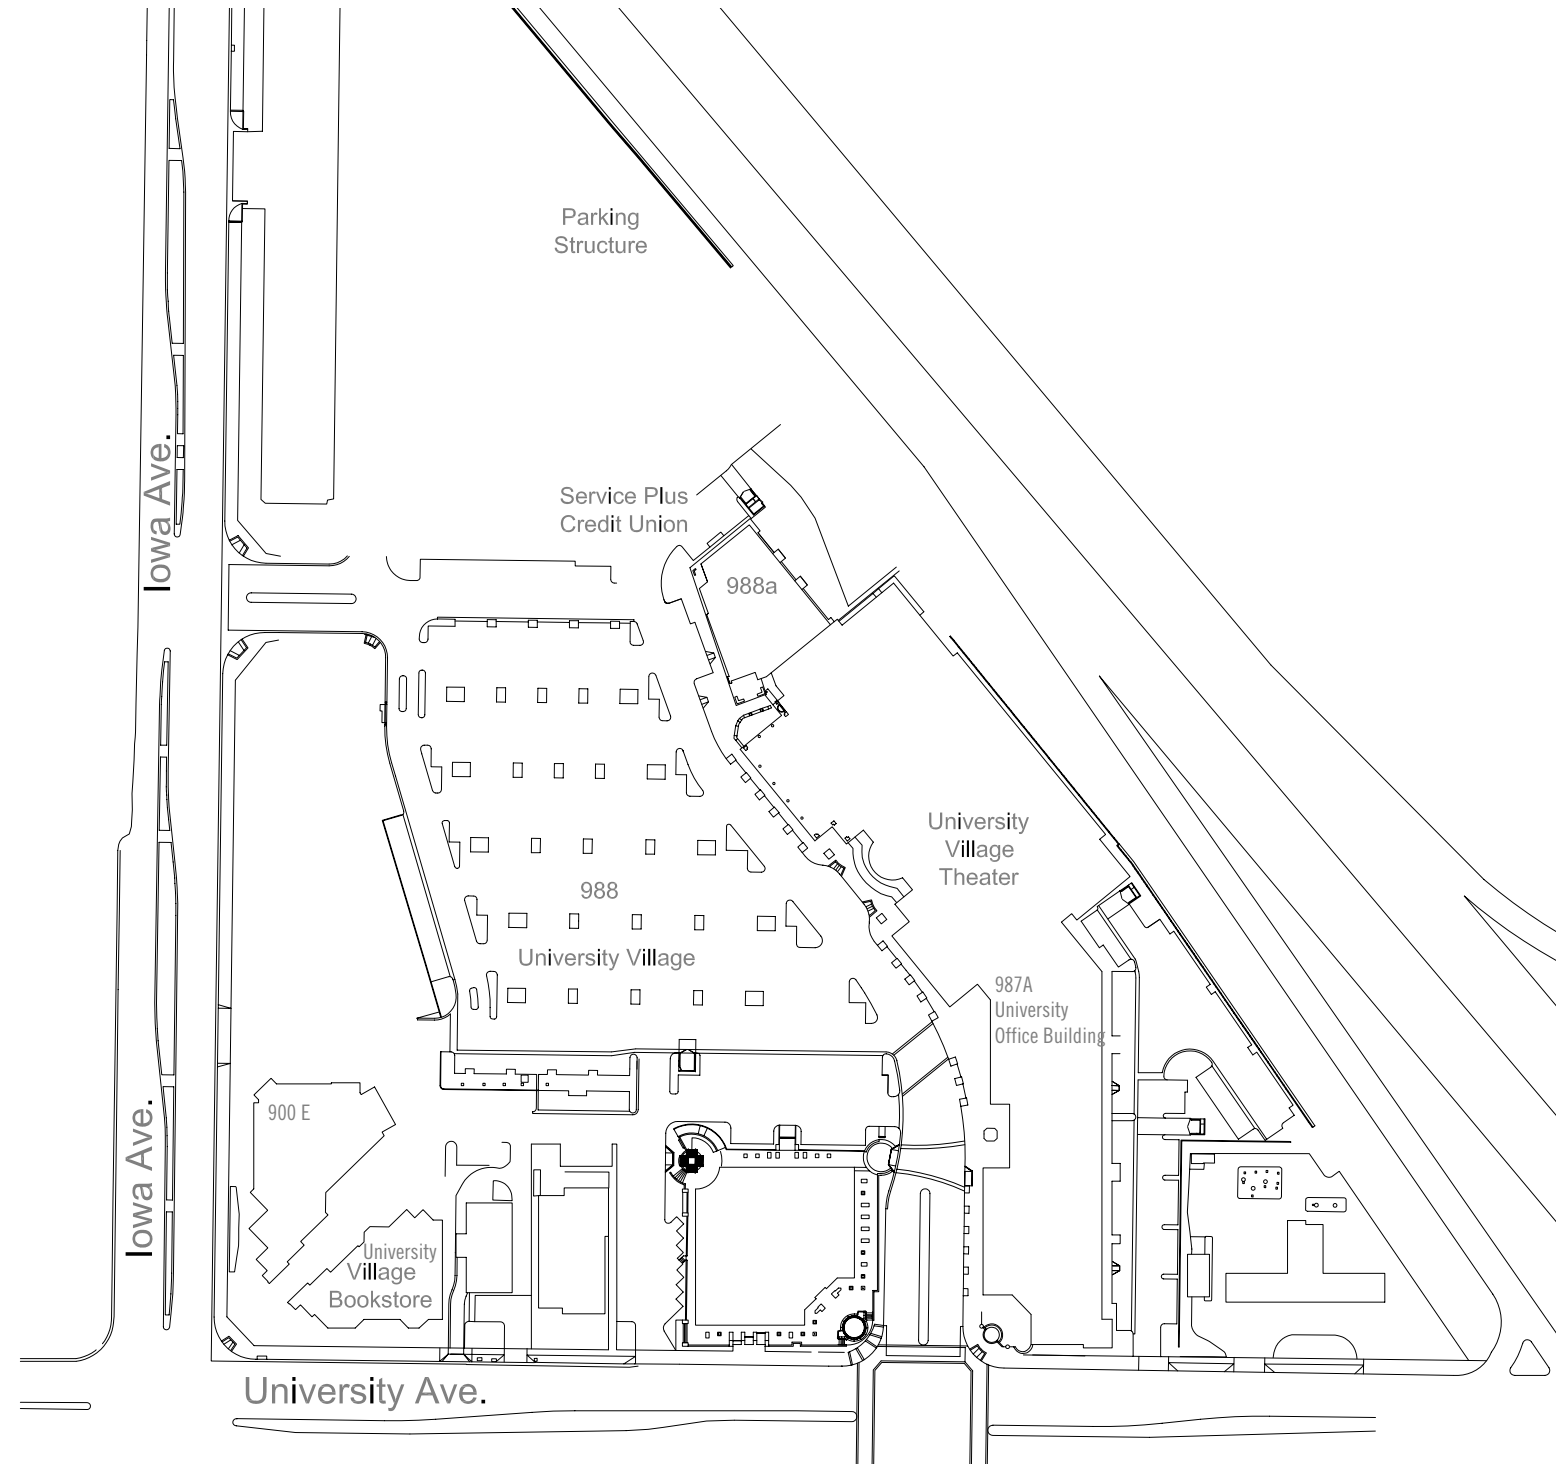 Parking
Structure
Iowa Ave.
Service Plus
Credit Union
988a
University
Village
Theater
988
University Village
987A
University
Office Building
900 E
Iowa Ave.
University
Village
Bookstore
University Ave.